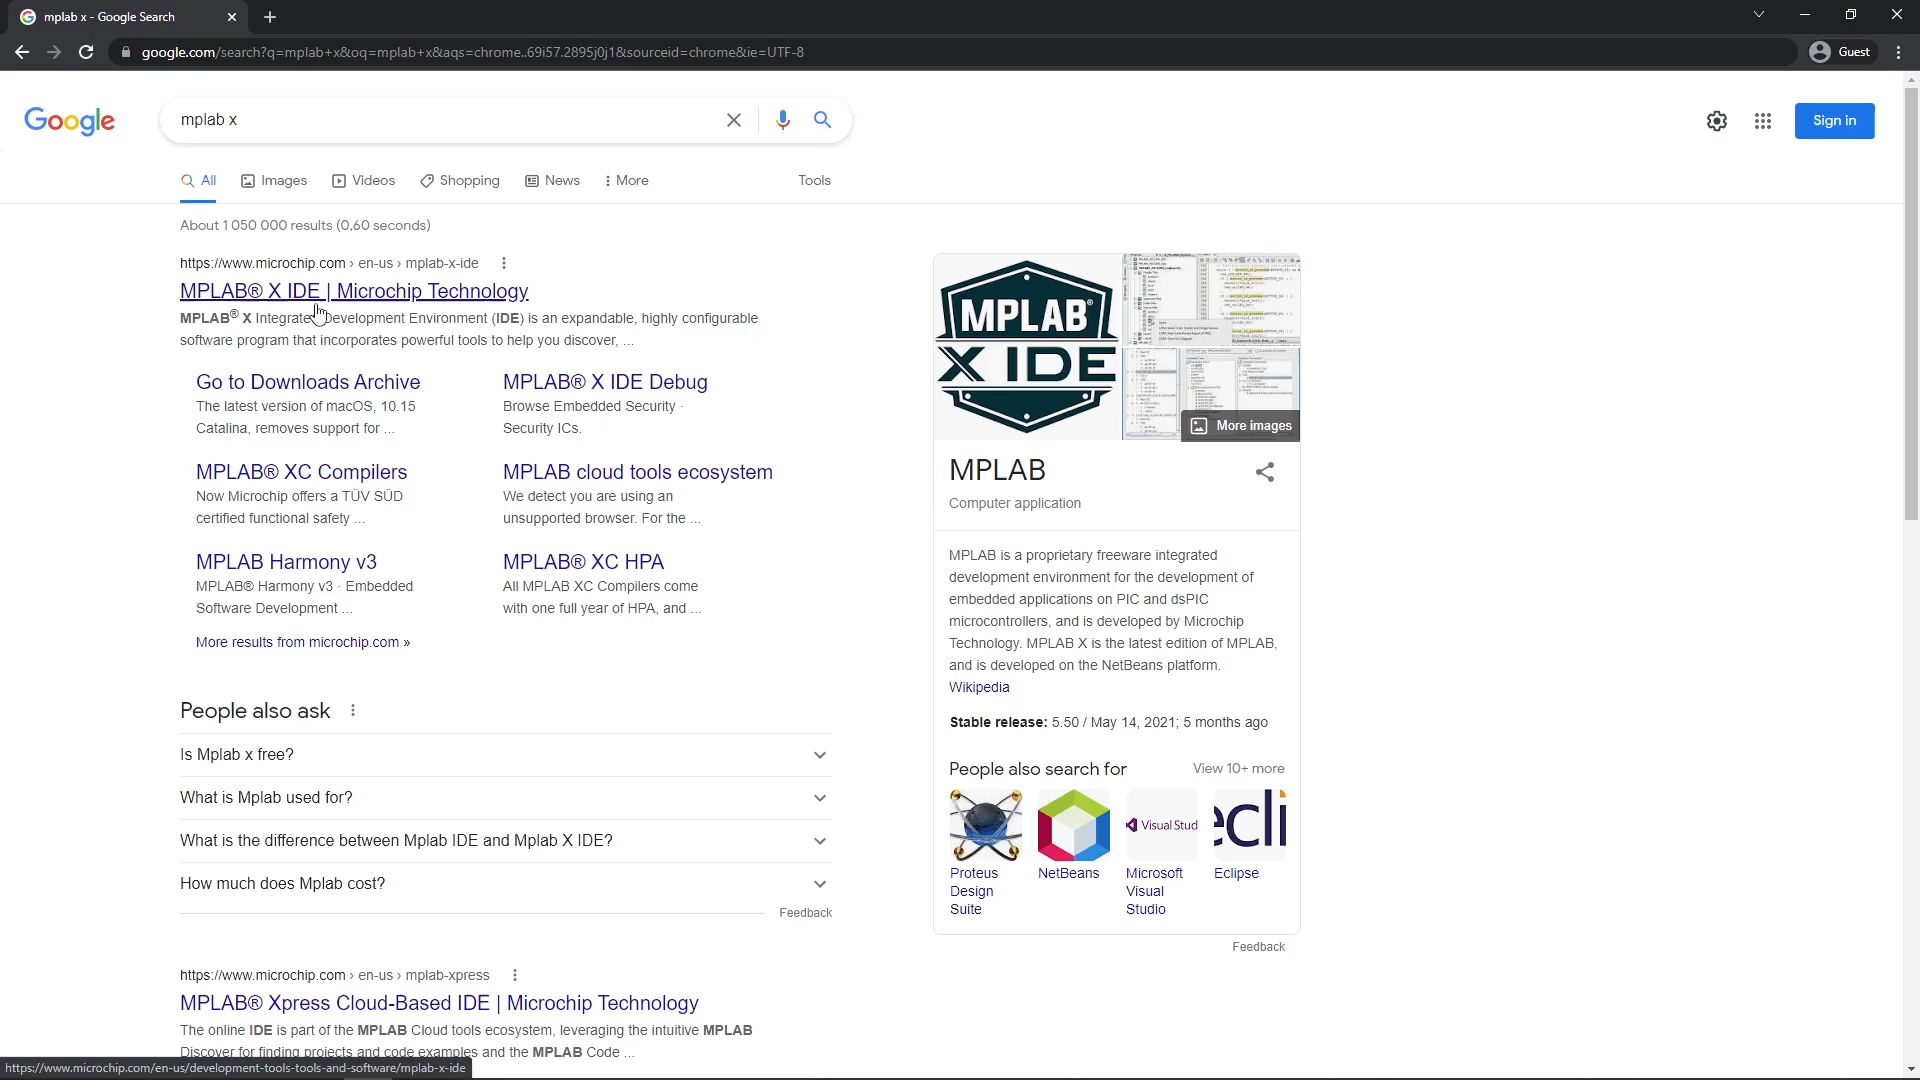 mplab x - Google Search
google.com/search?q=mplab+x&oq=mplab+x&aqs=chrome..69i57.2895j0j1&sourceid=chrome&ie=UTF-8
Guest
Google
mplab x
Sign in
All
Images
Videos
Shopping
News
More
Tools
About 1 050 000 results (0,60 seconds)
https://www.microchip.com › en-us › mplab-x-ide
MPLAB® X IDE | Microchip Technology
MPLAB® X Integrated Development Environment (IDE) is an expandable, highly configurable
software program that incorporates powerful tools to help you discover, ...
Go to Downloads Archive
The latest version of macOS, 10.15
Catalina, removes support for ...
MPLAB® X IDE Debug
Browse Embedded Security ·
Security ICs.
MPLAB® XC Compilers
Now Microchip offers a TÜV SÜD
certified functional safety ...
MPLAB cloud tools ecosystem
We detect you are using an
unsupported browser. For the ...
MPLAB Harmony v3
MPLAB® Harmony v3 · Embedded
Software Development ...
MPLAB® XC HPA
All MPLAB XC Compilers come
with one full year of HPA, and ...
More results from microchip.com »
People also ask
Is Mplab x free?
What is Mplab used for?
What is the difference between Mplab IDE and Mplab X IDE?
How much does Mplab cost?
Feedback
https://www.microchip.com › en-us › mplab-xpress
MPLAB® Xpress Cloud-Based IDE | Microchip Technology
The online IDE is part of the MPLAB Cloud tools ecosystem, leveraging the intuitive MPLAB
Discover for finding projects and code examples and the MPLAB Code ...
https://www.microchip.com/en-us/development-tools-tools-and-software/mplab-x-ide
MPLAB®
X IDE
More images
MPLAB
Computer application
MPLAB is a proprietary freeware integrated
development environment for the development of
embedded applications on PIC and dsPIC
microcontrollers, and is developed by Microchip
Technology. MPLAB X is the latest edition of MPLAB,
and is developed on the NetBeans platform.
Wikipedia
Stable release: 5.50 / May 14, 2021; 5 months ago
People also search for
View 10+ more
Visual Stud
ecli
Proteus
Design
Suite
NetBeans
Microsoft
Visual
Studio
Eclipse
Feedback